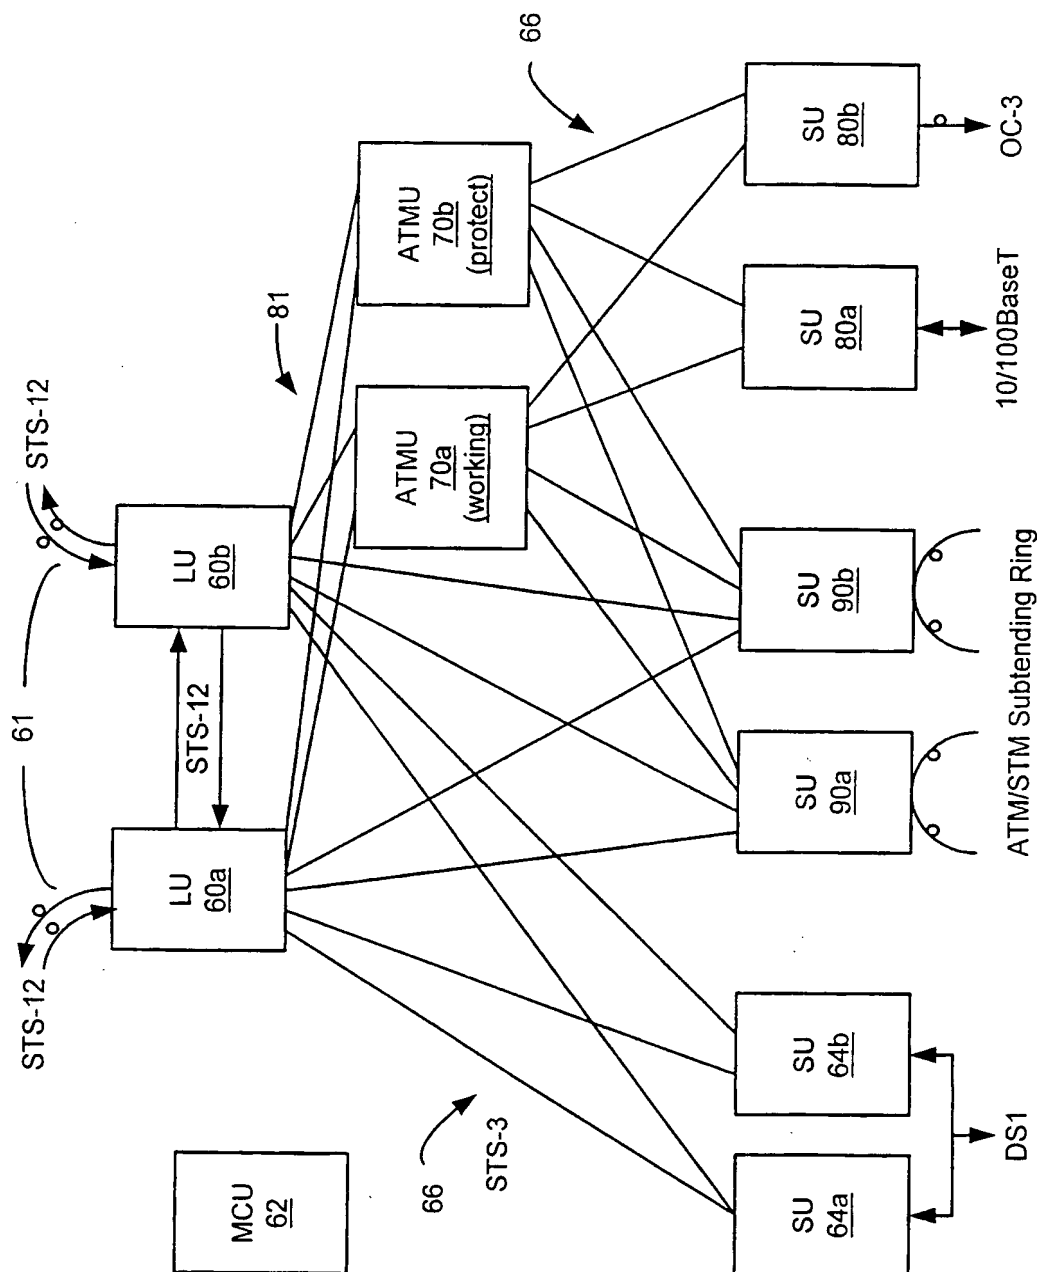 61
STS-12
STS-12
LU
60a
STS-12
LU
60b
MCU
62
66
STS-3
81
ATMU
70a
(working)
ATMU
70b
(protect)
66
SU
64a
SU
64b
SU
90a
SU
90b
SU
80a
SU
80b
DS1
ATM/STM Subtending Ring
10/100BaseT
OC-3